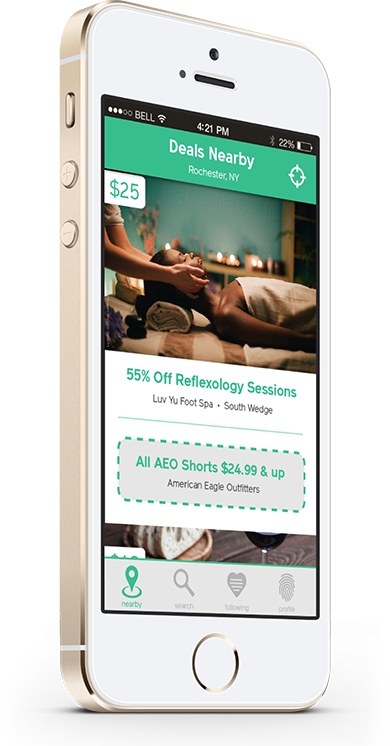 BELL 4:21 PM 22%
Deals Nearby
Rochester, NY
$25
55% Off Reflexology Sessions
Luv Yu Foot Spa • South Wedge
All AEO Shorts $24.99 & up
American Eagle Outfitters
nearby search following profile